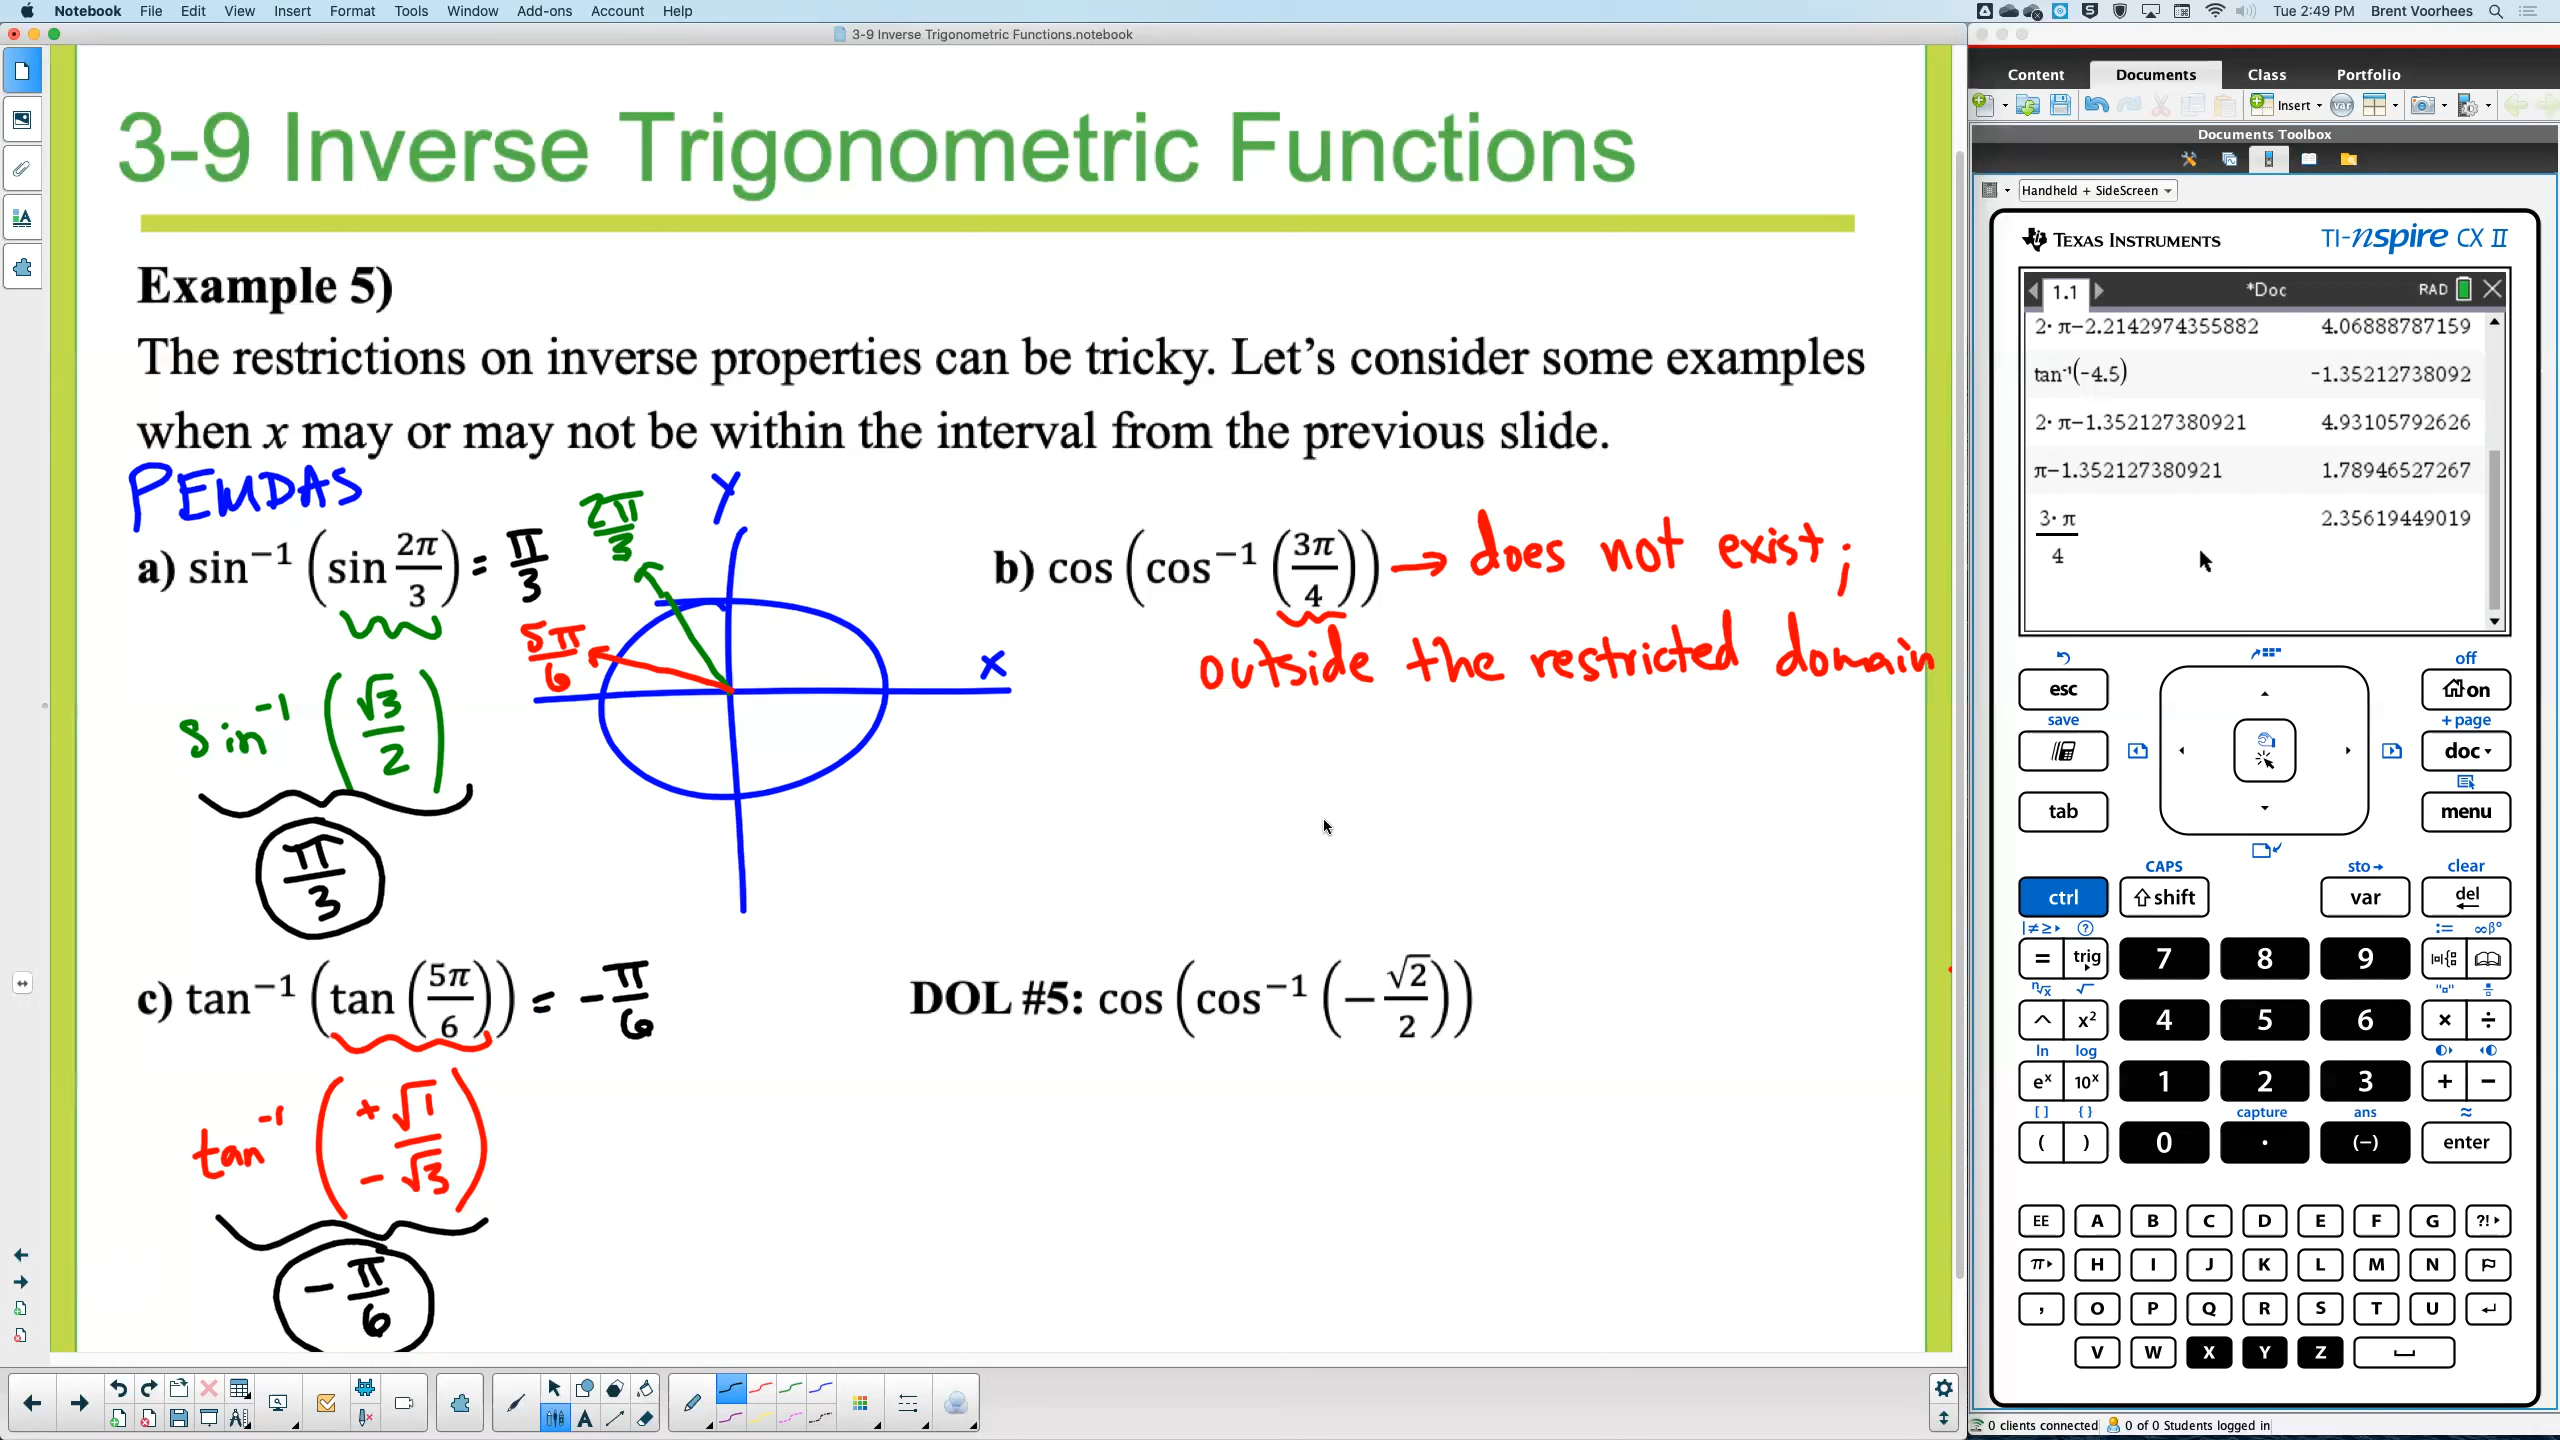 Notebook File Edit View Insert Format Tools Window Add-ons Account Help
Tue 2:49 PM Brent Voorhees
3-9 Inverse Trigonometric Functions.notebook
3-9 Inverse Trigonometric Functions
Example 5)
The restrictions on inverse properties can be tricky. Let's consider some examples
when x may or may not be within the interval from the previous slide.
PEMDAS
a) sin⁻¹ (sin 2π/3) = π/3
2π/3
y
5π/6
x
sin⁻¹ (√3/2)
π/3
b) cos (cos⁻¹ (3π/4)) → does not exist;
outside the restricted domain
c) tan⁻¹ (tan (5π/6)) = -π/6
tan⁻¹ (+√1/-√3)
-π/6
DOL #5: cos (cos⁻¹ (-√2/2))
Content Documents Class Portfolio
Insert var
Documents Toolbox
Handheld + SideScreen
TEXAS INSTRUMENTS TI-nspire CX II
1.1 *Doc RAD
2·π-2.2142974355882 4.06888787159
tan⁻¹(-4.5) -1.35212738092
2·π-1.352127380921 4.93105792626
π-1.352127380921 1.78946527267
3·π/4 2.35619449019
off
esc on
save + page
doc
tab menu
CAPS sto→ clear
ctrl shift var del
|≠≥▸ ? := ∞β°
= trig 7 8 9
ⁿ√x √ "▫"
^ x² 4 5 6 × ÷
ln log
eˣ 10ˣ 1 2 3 + −
[ ] { } capture ans ≈
( ) 0 . (−) enter
EE A B C D E F G ?!▸
π▸ H I J K L M N
, O P Q R S T U
V W X Y Z
0 clients connected 0 of 0 Students logged in